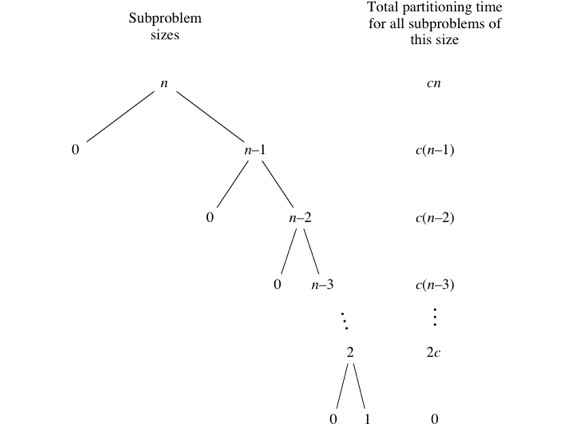 Subproblem
sizes
Total partitioning time
for all subproblems of
this size
n
cn
0
n–1
c(n–1)
0
n–2
c(n–2)
0
n–3
c(n–3)
2
2c
0
1
0